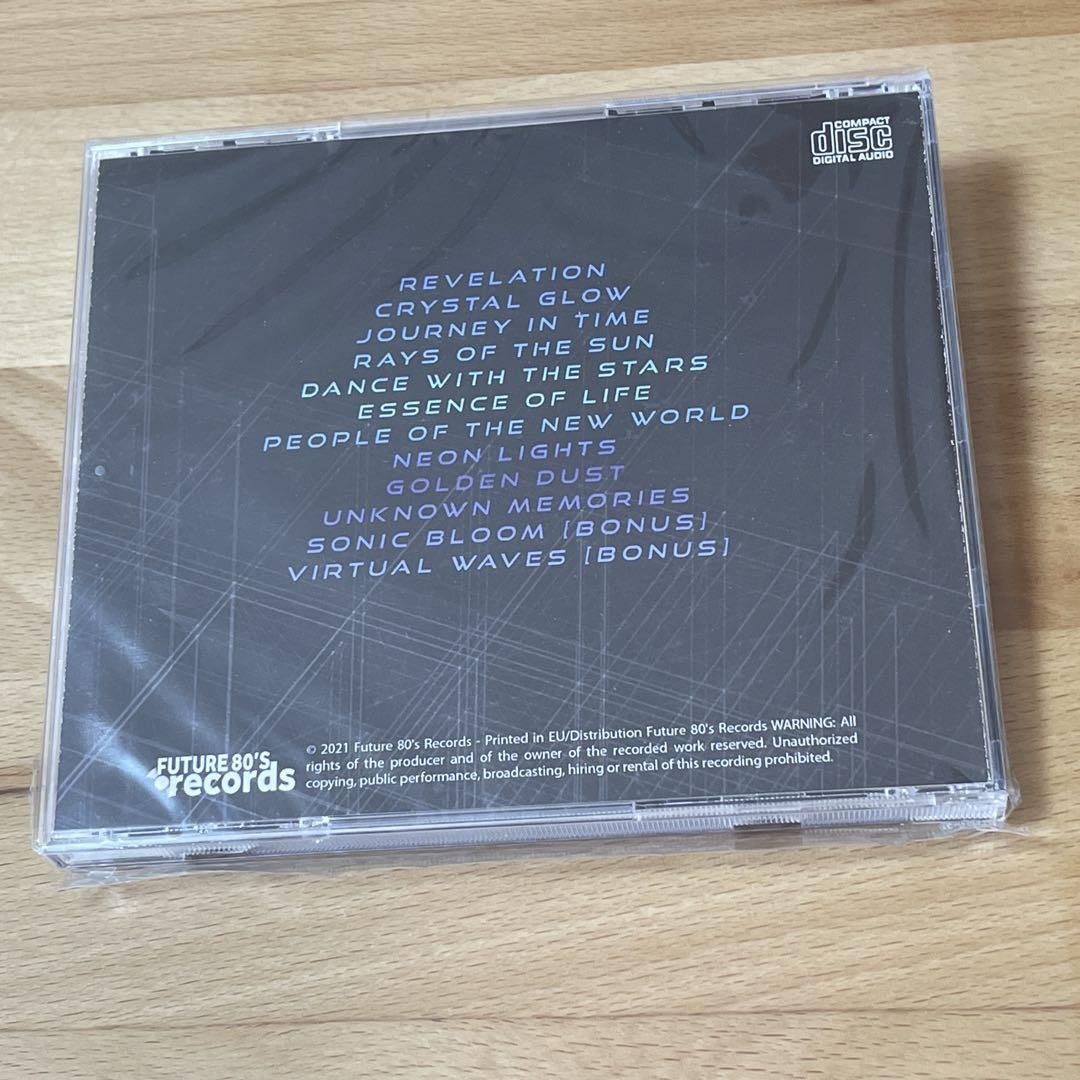 COMPACT
disc
DIGITAL AUDIO
REVELATION
CRYSTAL GLOW
JOURNEY IN TIME
RAYS OF THE SUN
DANCE WITH THE STARS
ESSENCE OF LIFE
PEOPLE OF THE NEW WORLD
NEON LIGHTS
GOLDEN DUST
UNKNOWN MEMORIES
SONIC BLOOM [BONUS]
VIRTUAL WAVES [BONUS]
FUTURE 80'S
records
© 2021 Future 80's Records - Printed in EU/Distribution Future 80's Records WARNING: All
rights of the producer and of the owner of the recorded work reserved. Unauthorized
copying, public performance, broadcasting, hiring or rental of this recording prohibited.